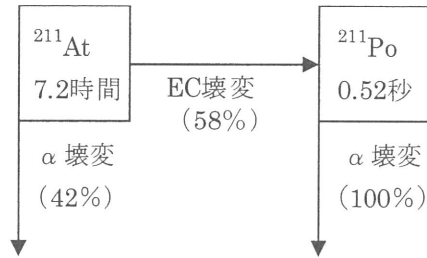 ²¹¹At
7.2時間
EC壊変
(58%)
²¹¹Po
0.52秒
α 壊変
(42%)
α 壊変
(100%)